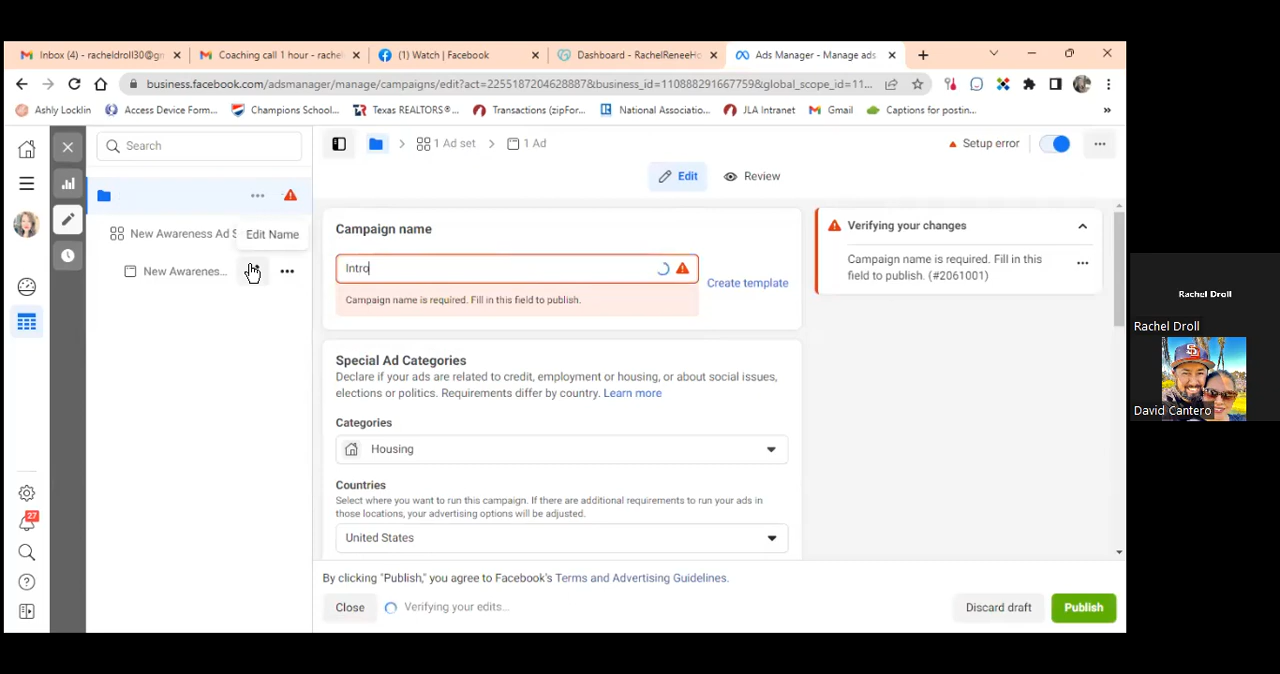 Inbox (4) - racheldroll30@gm
Coaching call 1 hour - rache
(1) Watch | Facebook
Dashboard - RachelReneeHo
Ads Manager - Manage ads
business.facebook.com/adsmanager/manage/campaigns/edit?act=2255187204628887&business_id=110888291667759&global_scope_id=11...
Ashly Locklin
Access Device Form...
Champions School...
Texas REALTORS®...
Transactions (zipFor...
National Associatio...
JLA Intranet
Gmail
Captions for postin...
»
Search
1 Ad set
1 Ad
Setup error
Edit
Review
Campaign name
Intro
Create template
Campaign name is required. Fill in this field to publish.
Verifying your changes
Campaign name is required. Fill in this
field to publish. (#2061001)
New Awareness Ad S
Edit Name
New Awarenes...
Special Ad Categories
Declare if your ads are related to credit, employment or housing, or about social issues,
elections or politics. Requirements differ by country. Learn more
Categories
Housing
Countries
Select where you want to run this campaign. If there are additional requirements to run your ads in
those locations, your advertising options will be adjusted.
United States
27
By clicking "Publish," you agree to Facebook's Terms and Advertising Guidelines.
Close
Verifying your edits...
Discard draft
Publish
Rachel Droll
Rachel Droll
David Cantero